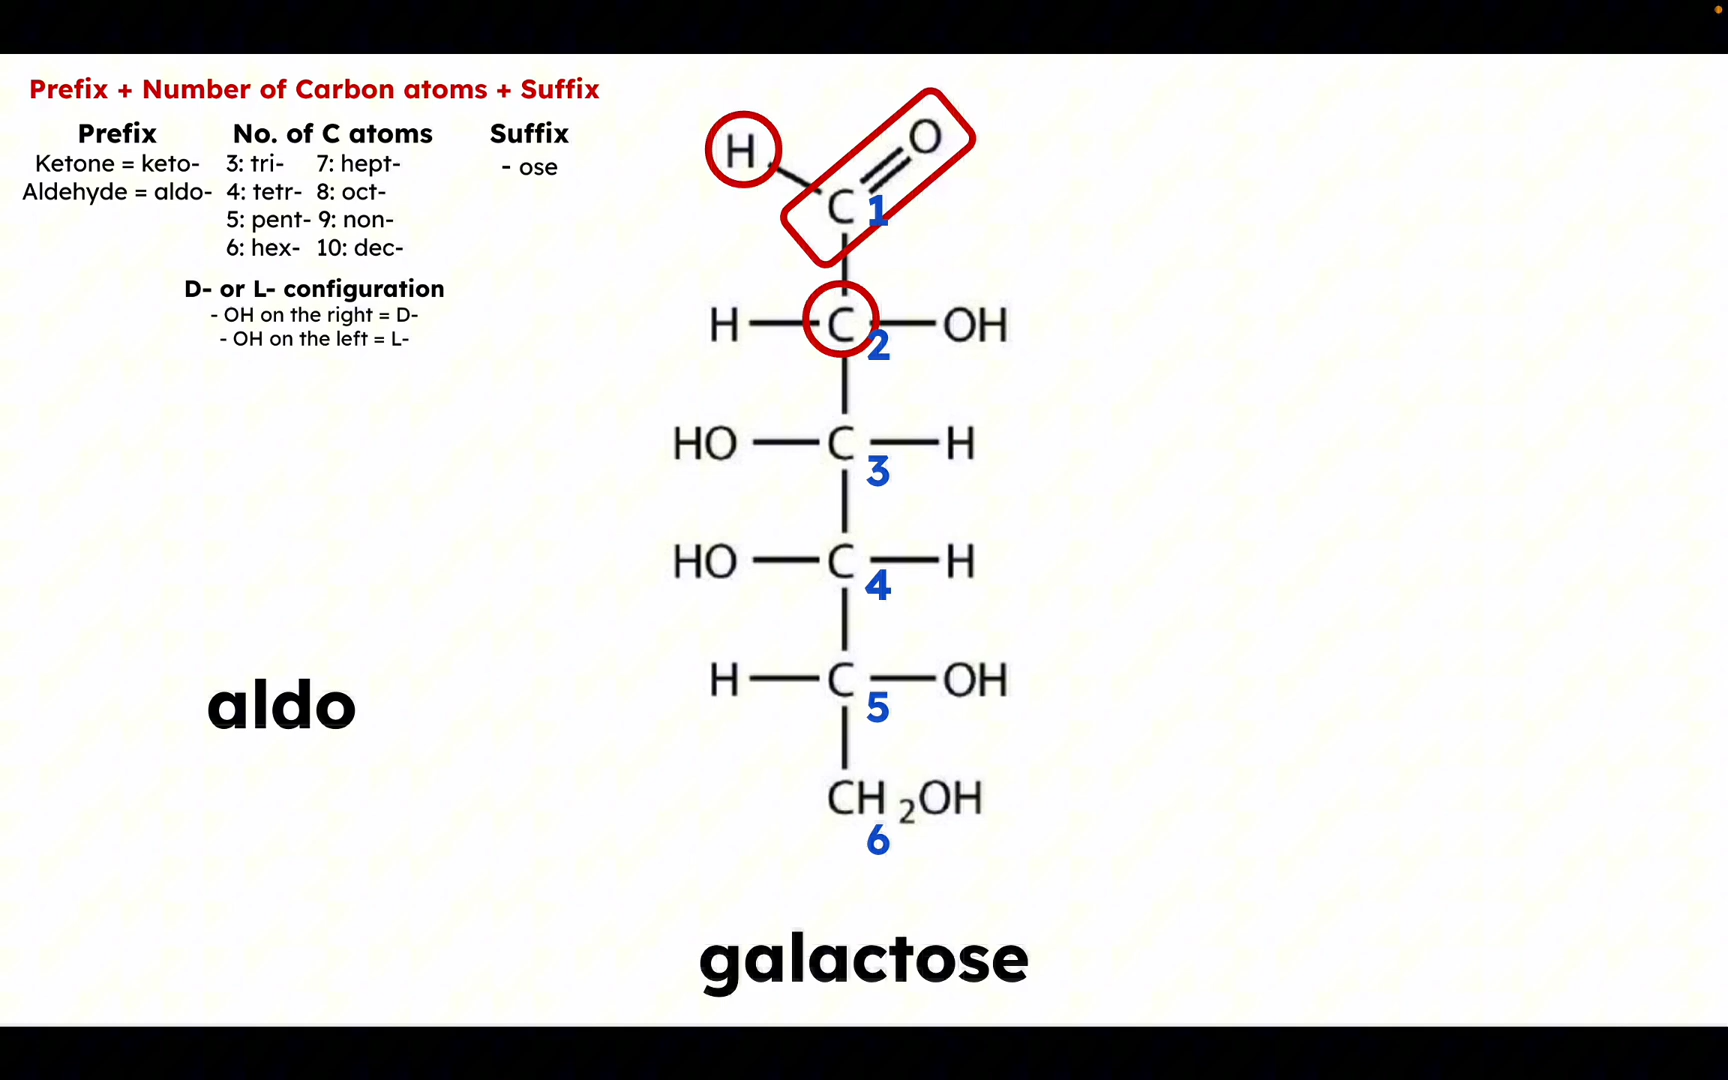 Prefix + Number of Carbon atoms + Suffix
Prefix No. of C atoms Suffix
Ketone = keto- 3: tri- 7: hept- - ose
Aldehyde = aldo- 4: tetr- 8: oct-
5: pent- 9: non-
6: hex- 10: dec-
D- or L- configuration
- OH on the right = D-
- OH on the left = L-
H O
C 1
H C 2 OH
HO C 3 H
HO C 4 H
H C 5 OH
CH 2OH
6
aldo
galactose